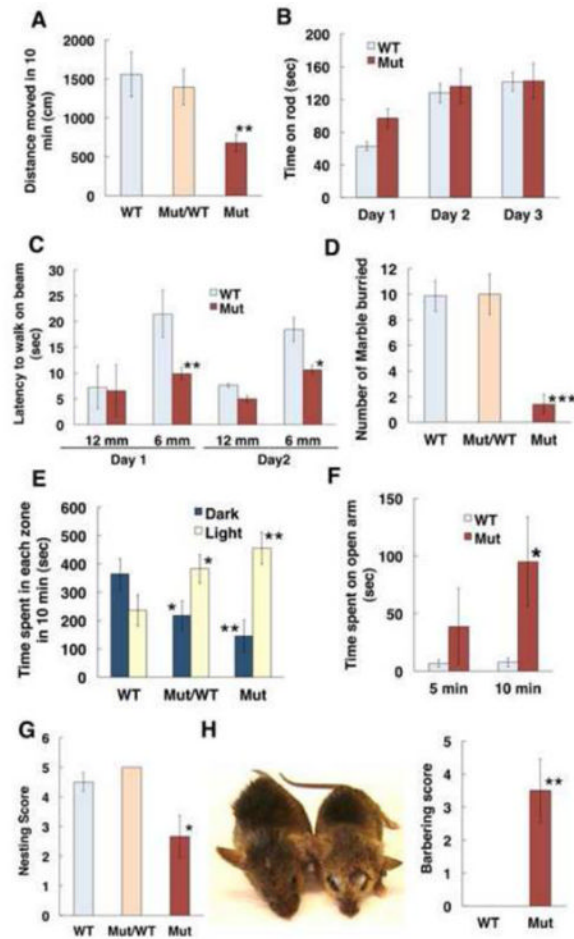 A
Distance moved in 10
min (cm)
2000
1500
1000
500
0
**
WT Mut/WT Mut
B
Time on rod (sec)
200
160
120
80
40
0
WT
Mut
Day 1 Day 2 Day 3
C
Latency to walk on beam
(sec)
30
25
20
15
10
5
0
WT
Mut
**
*
12 mm 6 mm 12 mm 6 mm
Day 1 Day2
D
Number of Marble burried
12
10
8
6
4
2
0
***
WT Mut/WT Mut
E
Time spent in each zone
in 10 min (sec)
600
500
400
300
200
100
0
Dark
Light
*
*
**
**
WT Mut/WT Mut
F
Time spent on open arm
(sec)
150
100
50
0
WT
Mut
*
5 min 10 min
G
Nesting Score
6
5
4
3
2
1
0
*
WT Mut/WT Mut
H
Barbering score
5
4
3
2
1
0
**
WT Mut